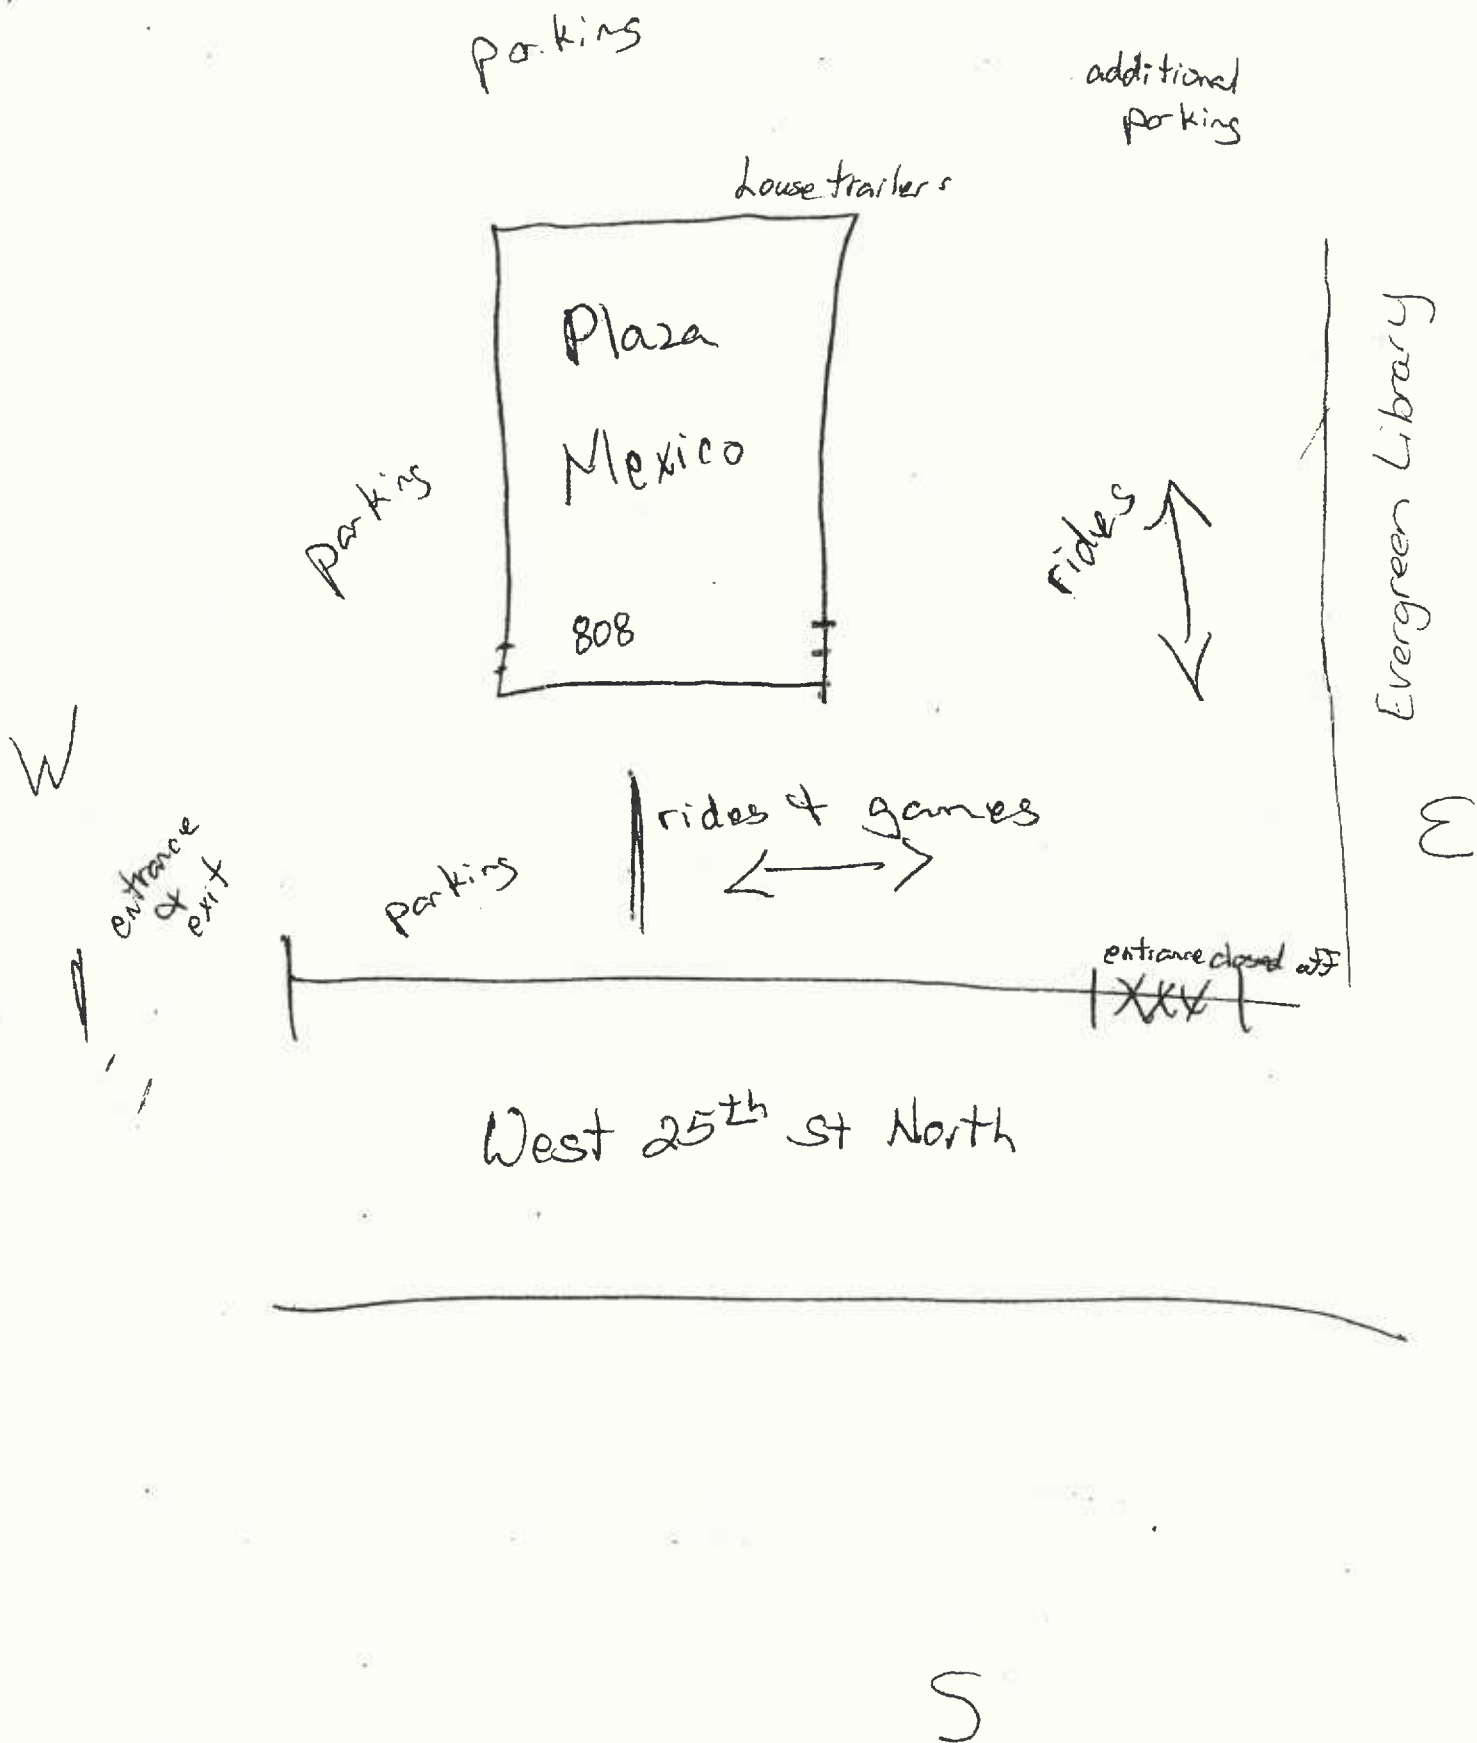 parking
additional
parking
house trailers
Plaza
Mexico
808
parking
rides
Evergreen Library
W
E
entrance
&
exit
parking
rides & games
entrance closed off
XXX
West 25th st North
S